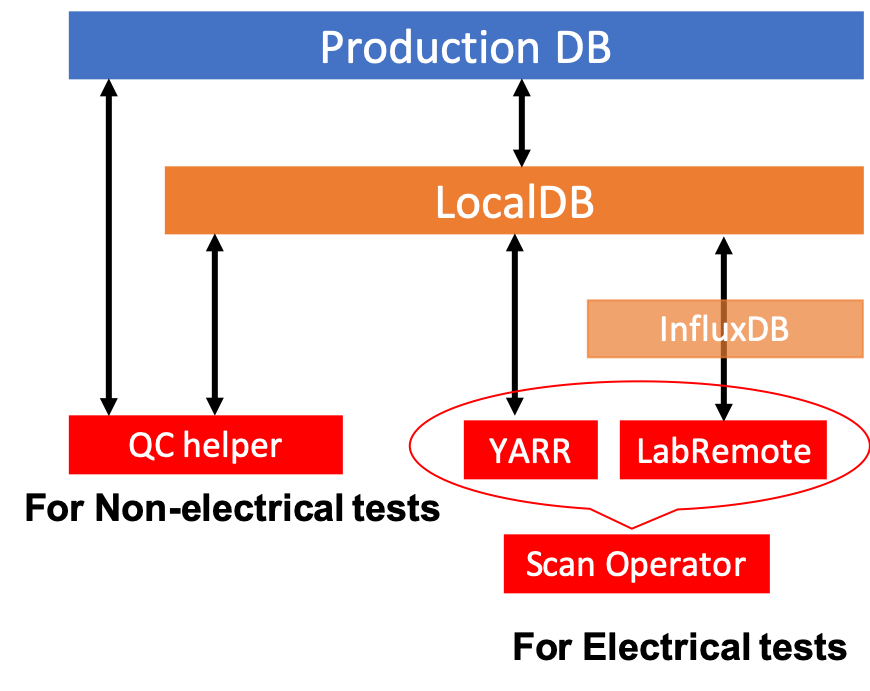 Production DB
LocalDB
InfluxDB
QC helper
YARR
LabRemote
For Non-electrical tests
Scan Operator
For Electrical tests